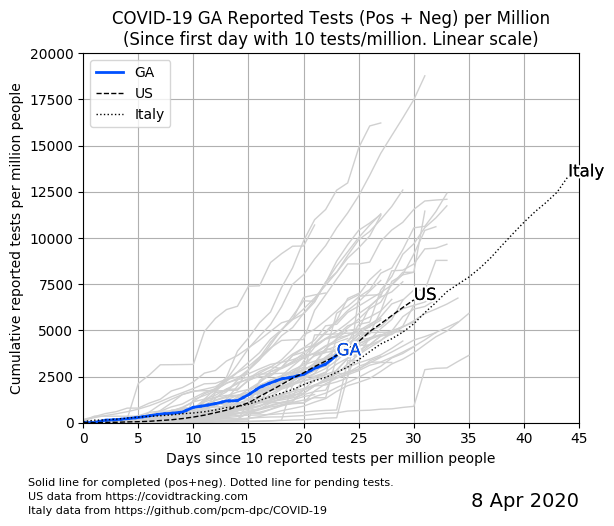 COVID-19 GA Reported Tests (Pos + Neg) per Million
(Since first day with 10 tests/million. Linear scale)
Cumulative reported tests per million people
20000
17500
15000
12500
10000
7500
5000
2500
0
GA
US
Italy
Italy
US
GA
0 5 10 15 20 25 30 35 40 45
Days since 10 reported tests per million people
Solid line for completed (pos+neg). Dotted line for pending tests.
US data from https://covidtracking.com
Italy data from https://github.com/pcm-dpc/COVID-19
8 Apr 2020